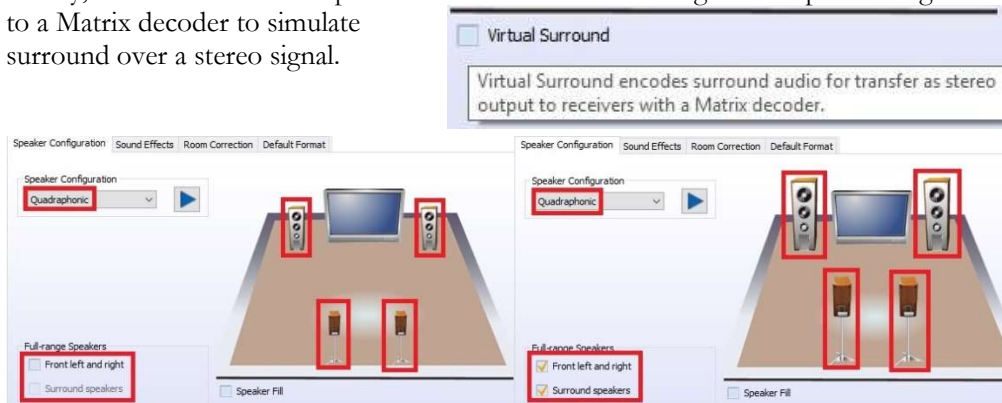 to a Matrix decoder to simulate
surround over a stereo signal.
Virtual Surround
Virtual Surround encodes surround audio for transfer as stereo
output to receivers with a Matrix decoder.
Speaker Configuration Sound Effects Room Correction Default Format
Speaker Configuration
Quadraphonic
Full-range Speakers
Front left and right
Surround speakers
Speaker Fill
Speaker Configuration Sound Effects Room Correction Default Format
Speaker Configuration
Quadraphonic
Full-range Speakers
Front left and right
Surround speakers
Speaker Fill